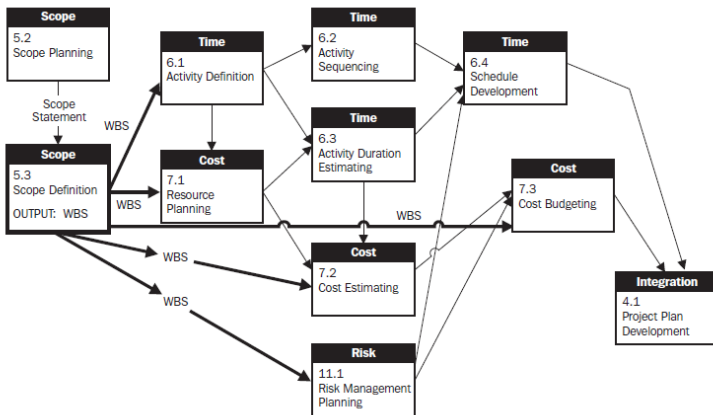 Scope
5.2
Scope Planning
Scope
Statement
Scope
5.3
Scope Definition
OUTPUT: WBS
WBS
WBS
WBS
WBS
WBS
Time
6.1
Activity Definition
Cost
7.1
Resource
Planning
Time
6.2
Activity
Sequencing
Time
6.3
Activity Duration
Estimating
Cost
7.2
Cost Estimating
Risk
11.1
Risk Management
Planning
Time
6.4
Schedule
Development
Cost
7.3
Cost Budgeting
Integration
4.1
Project Plan
Development